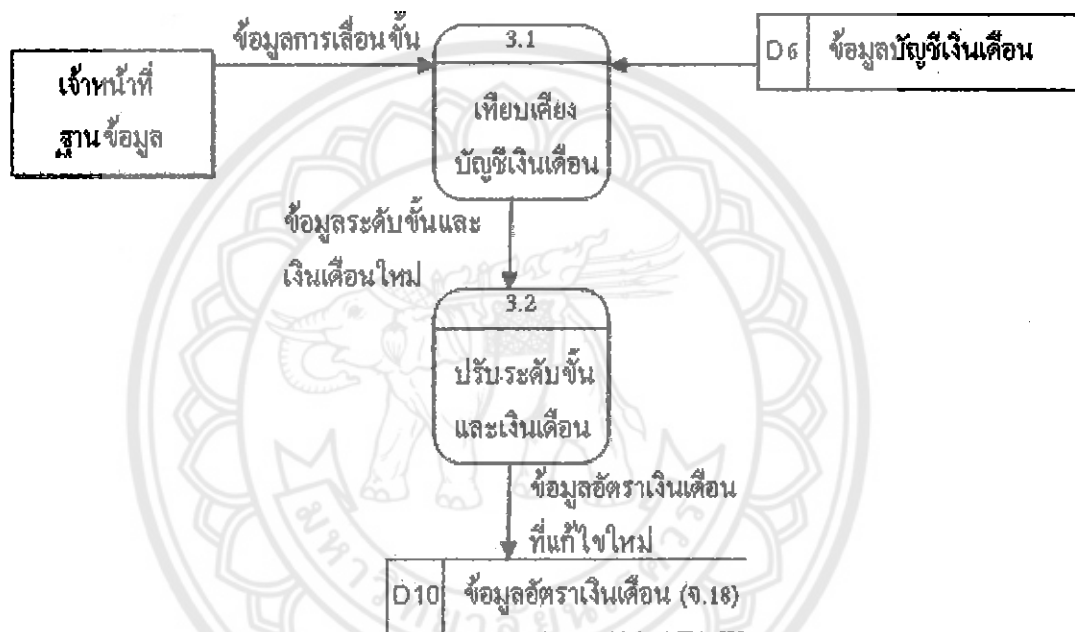 ข้อมูลการเลื่อนขั้น
3.1
D6 ข้อมูลบัญชีเงินเดือน
เจ้าหน้าที่
ฐานข้อมูล
เทียบเคียง
บัญชีเงินเดือน
ข้อมูลระดับขั้นและ
เงินเดือนใหม่
3.2
ปรับระดับขั้น
และเงินเดือน
ข้อมูลอัตราเงินเดือน
ที่แก้ไขใหม่
D10 ข้อมูลอัตราเงินเดือน (จ.18)